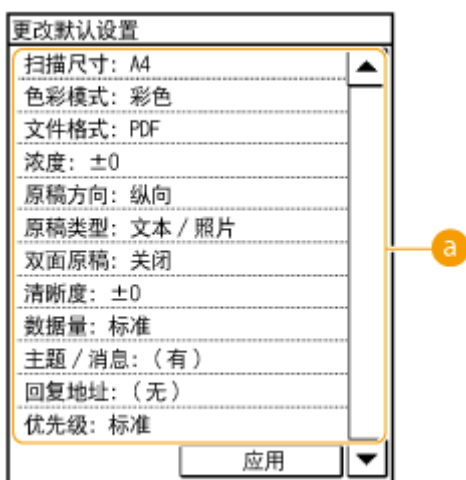 更改默认设置
扫描尺寸: A4
色彩模式: 彩色
文件格式: PDF
浓度: ±0
原稿方向: 纵向
原稿类型: 文本 / 照片
双面原稿: 关闭
清晰度: ±0
数据量: 标准
主题 / 消息: (有)
回复地址: (无)
优先级: 标准
应用
a